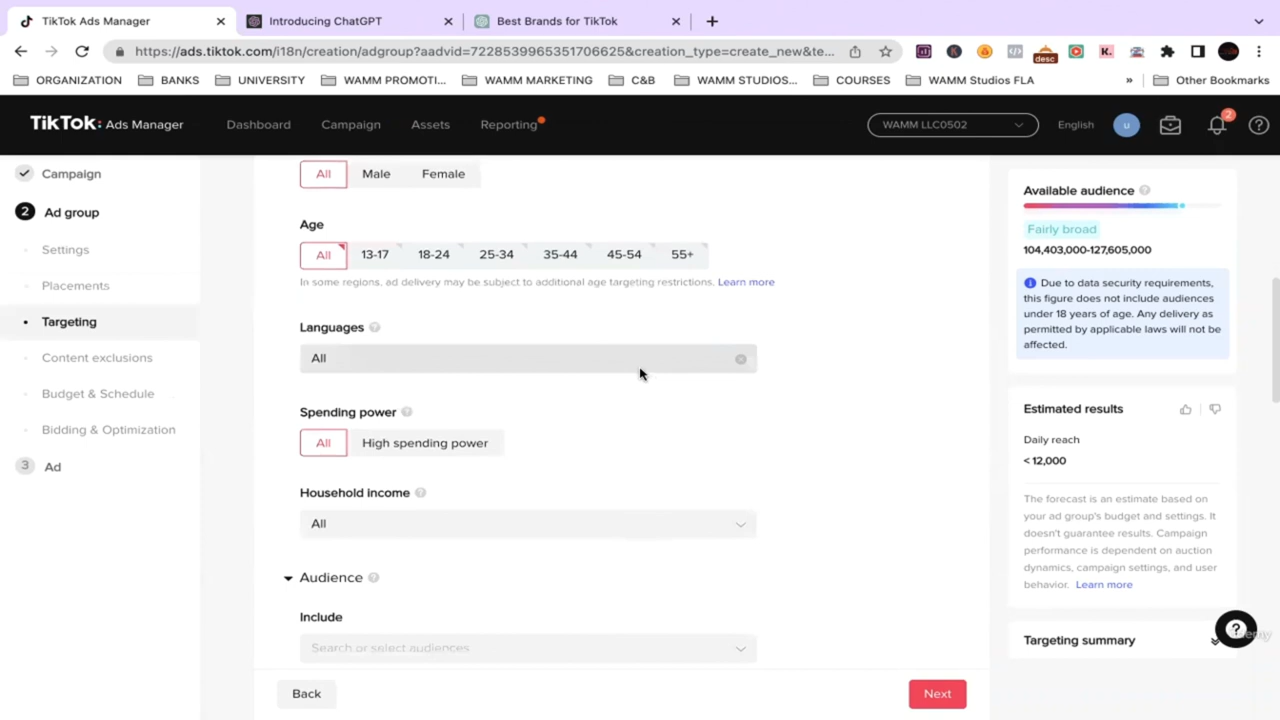 TikTok Ads Manager
Introducing ChatGPT
Best Brands for TikTok
https://ads.tiktok.com/i18n/creation/adgroup?aadvid=7228539965351706625&creation_type=create_new&te...
desc
ORGANIZATION
BANKS
UNIVERSITY
WAMM PROMOTI...
WAMM MARKETING
C&B
WAMM STUDIOS...
COURSES
WAMM Studios FLA
»
Other Bookmarks
TikTok: Ads Manager
Dashboard
Campaign
Assets
Reporting
WAMM LLC0502
English
u
2
Campaign
2 Ad group
Settings
Placements
Targeting
Content exclusions
Budget & Schedule
Bidding & Optimization
3 Ad
All Male Female
Age
All 13-17 18-24 25-34 35-44 45-54 55+
In some regions, ad delivery may be subject to additional age targeting restrictions. Learn more
Languages
All
Spending power
All High spending power
Household income
All
Audience
Include
Search or select audiences
Back
Next
Available audience
Fairly broad
104,403,000-127,605,000
Due to data security requirements,
this figure does not include audiences
under 18 years of age. Any delivery as
permitted by applicable laws will not be
affected.
Estimated results
Daily reach
< 12,000
The forecast is an estimate based on
your ad group's budget and settings. It
doesn't guarantee results. Campaign
performance is dependent on auction
dynamics, campaign settings, and user
behavior. Learn more
Targeting summary